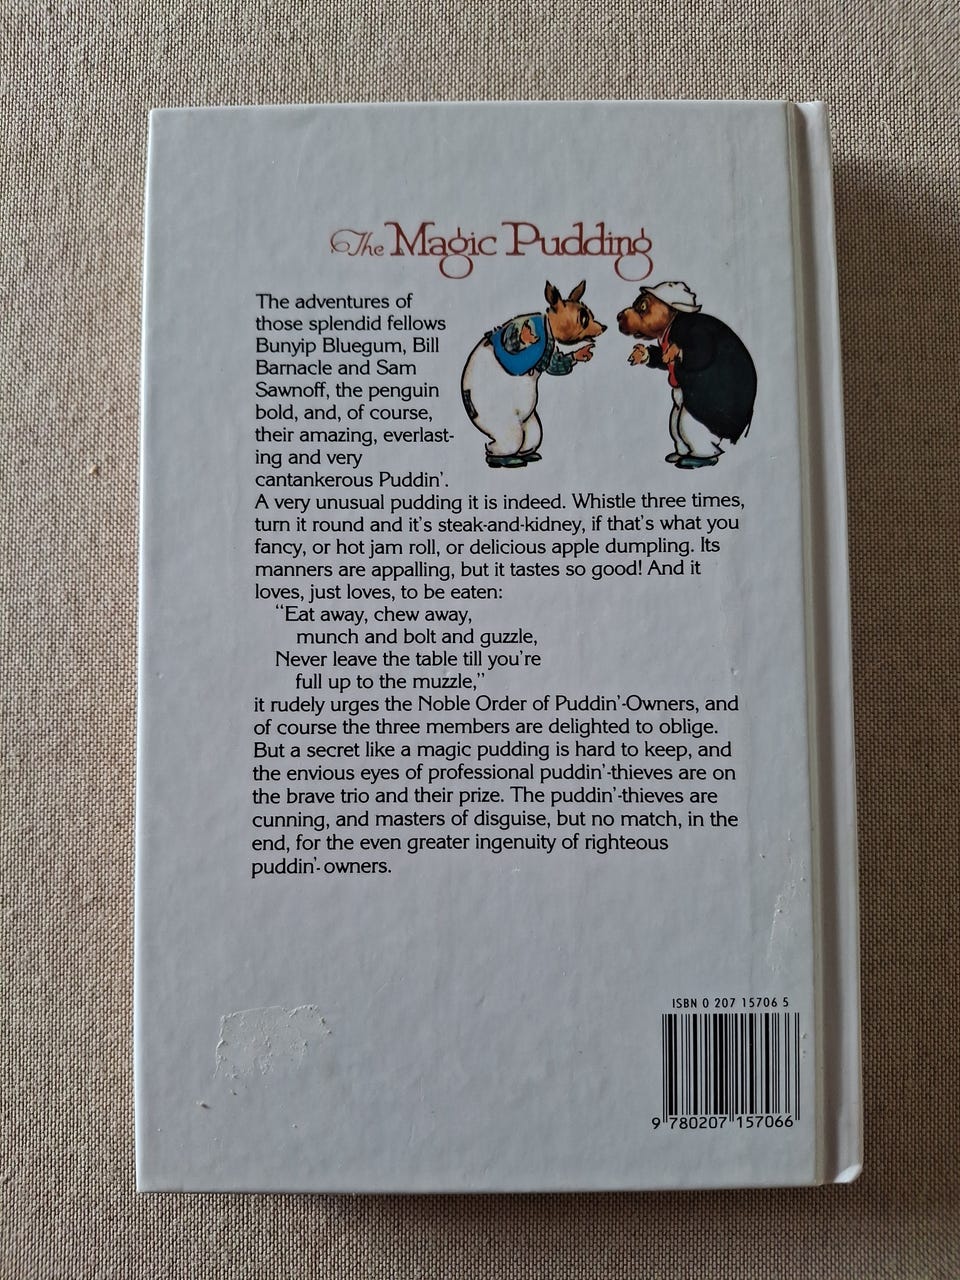 The Magic Pudding
The adventures of
those splendid fellows
Bunyip Bluegum, Bill
Barnacle and Sam
Sawnoff, the penguin
bold, and, of course,
their amazing, everlast-
ing and very
cantankerous Puddin'.
A very unusual pudding it is indeed. Whistle three times,
turn it round and it's steak-and-kidney, if that's what you
fancy, or hot jam roll, or delicious apple dumpling. Its
manners are appalling, but it tastes so good! And it
loves, just loves, to be eaten:
“Eat away, chew away,
munch and bolt and guzzle,
Never leave the table till you're
full up to the muzzle,”
it rudely urges the Noble Order of Puddin'-Owners, and
of course the three members are delighted to oblige.
But a secret like a magic pudding is hard to keep, and
the envious eyes of professional puddin'-thieves are on
the brave trio and their prize. The puddin'-thieves are
cunning, and masters of disguise, but no match, in the
end, for the even greater ingenuity of righteous
puddin'-owners.
ISBN 0 207 15706 5
9 780207 157066